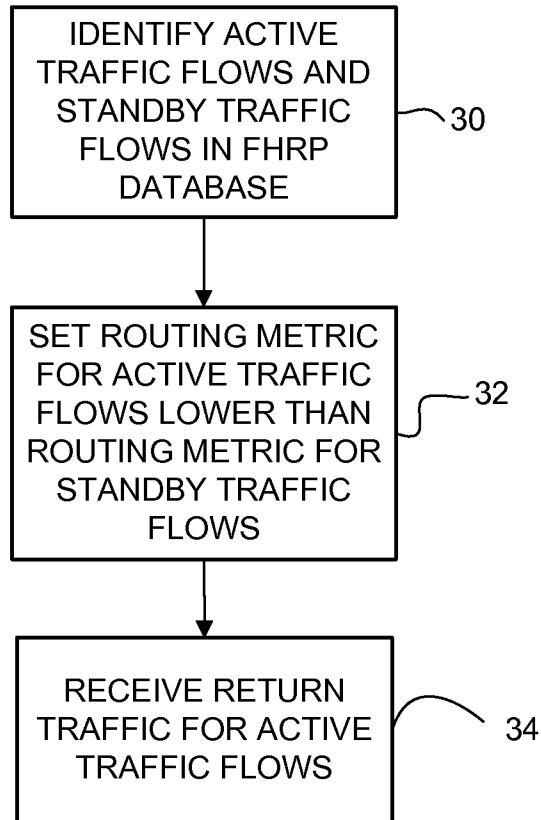 IDENTIFY ACTIVE
TRAFFIC FLOWS AND
STANDBY TRAFFIC
FLOWS IN FHRP
DATABASE
30
SET ROUTING METRIC
FOR ACTIVE TRAFFIC
FLOWS LOWER THAN
ROUTING METRIC FOR
STANDBY TRAFFIC
FLOWS
32
RECEIVE RETURN
TRAFFIC FOR ACTIVE
TRAFFIC FLOWS
34